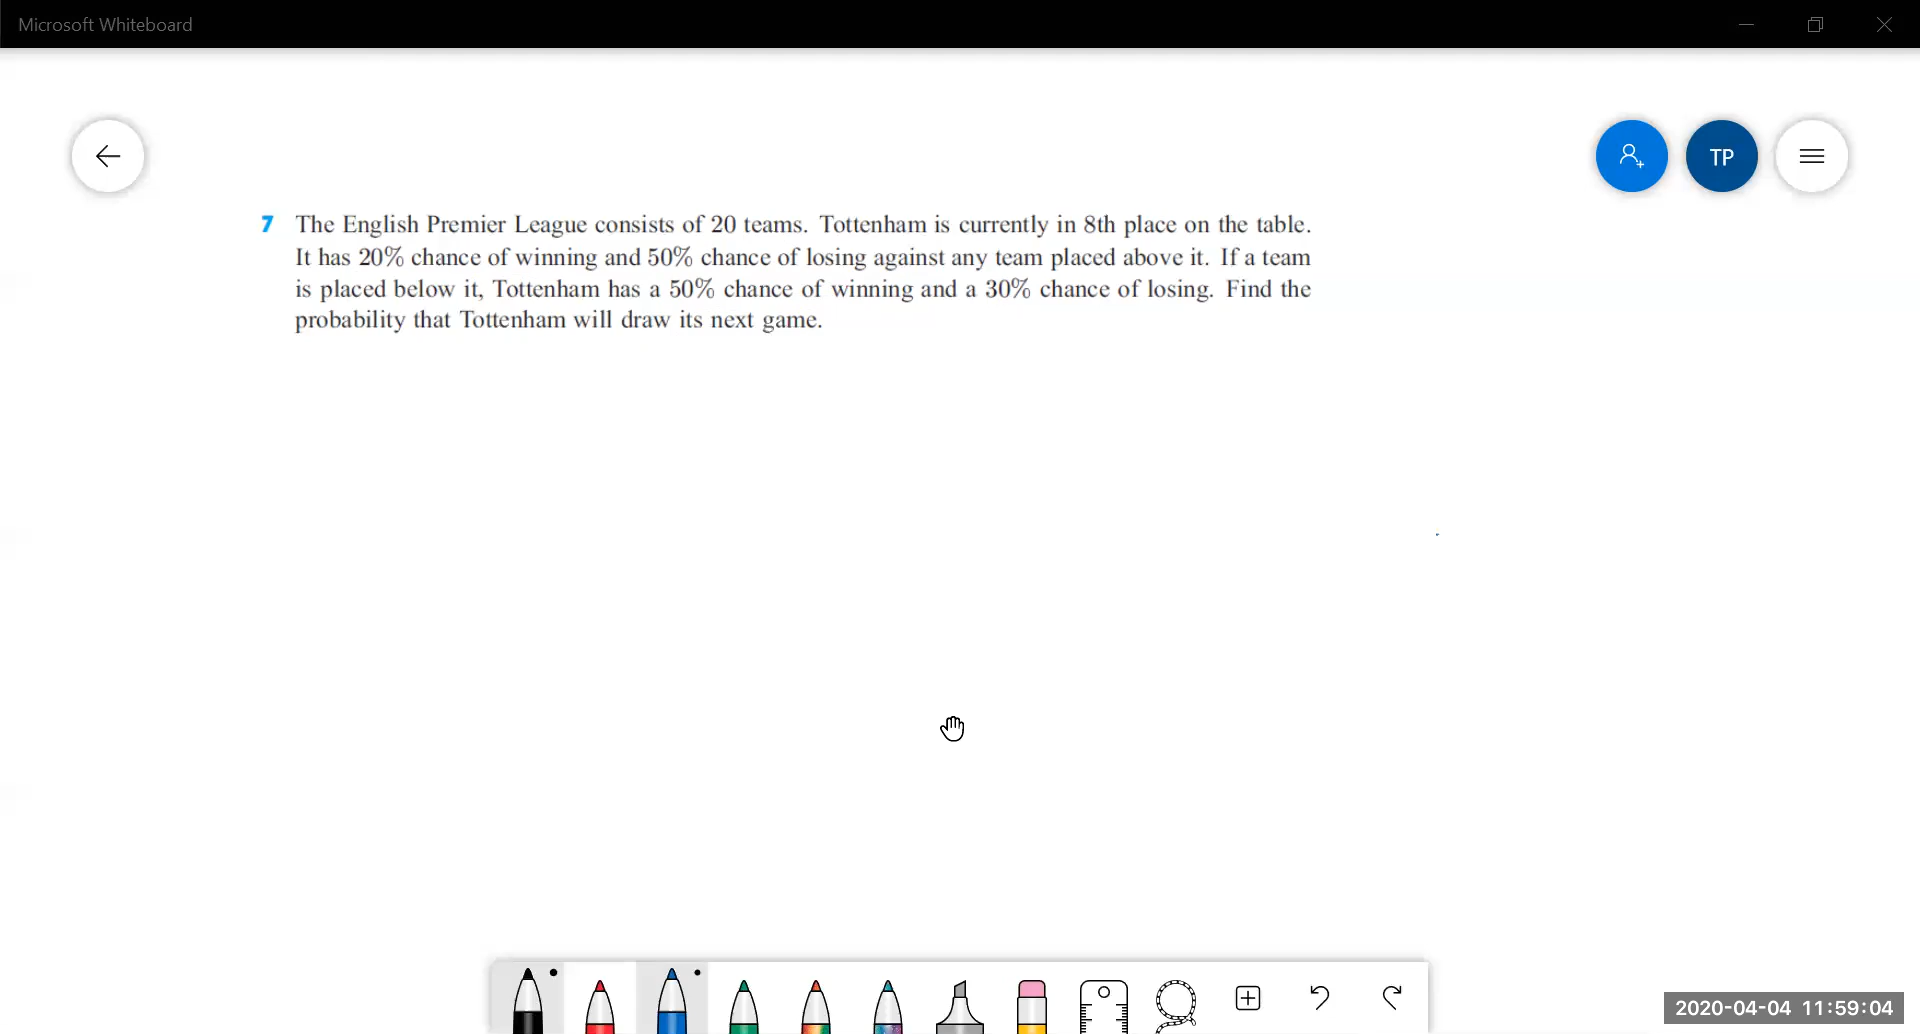 Microsoft Whiteboard
TP
7 The English Premier League consists of 20 teams. Tottenham is currently in 8th place on the table.
It has 20% chance of winning and 50% chance of losing against any team placed above it. If a team
is placed below it, Tottenham has a 50% chance of winning and a 30% chance of losing. Find the
probability that Tottenham will draw its next game.
2020-04-04 11:59:04